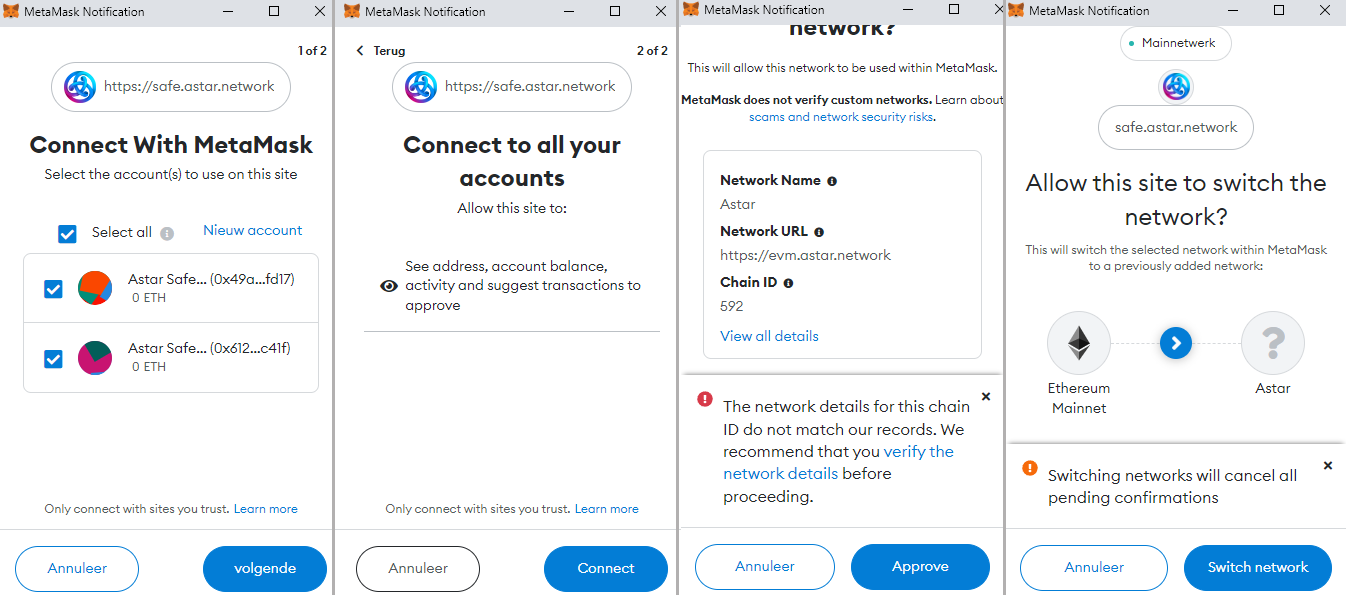 MetaMask Notification
1 of 2
https://safe.astar.network
Connect With MetaMask
Select the account(s) to use on this site
Select all
Nieuw account
Astar Safe... (0x49a...fd17)
0 ETH
Astar Safe... (0x612...c41f)
0 ETH
Only connect with sites you trust. Learn more
Annuleer
volgende
MetaMask Notification
Terug
2 of 2
https://safe.astar.network
Connect to all your
accounts
Allow this site to:
See address, account balance,
activity and suggest transactions to
approve
Only connect with sites you trust. Learn more
Annuleer
Connect
MetaMask Notification
network?
This will allow this network to be used within MetaMask.
MetaMask does not verify custom networks. Learn about
scams and network security risks.
Network Name
Astar
Network URL
https://evm.astar.network
Chain ID
592
View all details
The network details for this chain
ID do not match our records. We
recommend that you verify the
network details before
proceeding.
Annuleer
Approve
MetaMask Notification
Mainnetwerk
safe.astar.network
Allow this site to switch the
network?
This will switch the selected network within MetaMask
to a previously added network:
?
Ethereum
Mainnet
Astar
Switching networks will cancel all
pending confirmations
Annuleer
Switch network